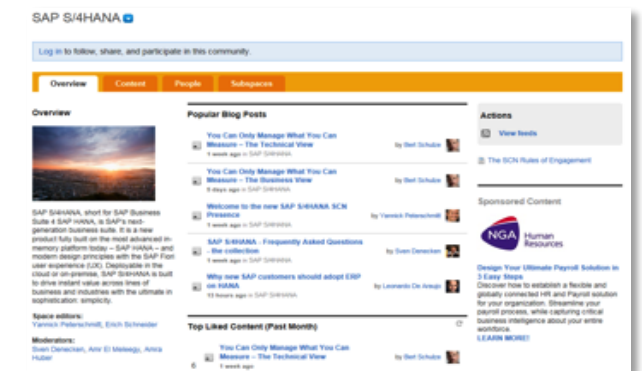 SAP S/4HANA
Log in to follow, share, and participate in this community.
Overview
Content
People
Subspaces
Overview
SAP S/4HANA, short for SAP Business
Suite 4 SAP HANA, is SAP's next-
generation business suite. It is a new
product fully built on the most advanced in-
memory platform today – SAP HANA – and
modern design principles with the SAP Fiori
user experience (UX). Deployable in the
cloud or on-premise, SAP S/4HANA is built
to drive instant value across lines of
business and industries with the ultimate in
sophistication: simplicity.
Space editors:
Yannick Peterschmitt, Erich Schneider
Moderators:
Sven Denecken, Amr El Meleegy, Amira
Huber
Popular Blog Posts
You Can Only Manage What You Can
Measure – The Technical View
1 week ago in SAP S/4HANA
by Bert Schulze
You Can Only Manage What You Can
Measure – The Business View
5 days ago in SAP S/4HANA
by Bert Schulze
Welcome to the new SAP S/4HANA SCN
Presence
1 week ago in SAP S/4HANA
by Yannick Peterschmitt
SAP S/4HANA - Frequently Asked Questions
- the collection
1 week ago in SAP S/4HANA
by Sven Denecken
Why new SAP customers should adopt ERP
on HANA
13 hours ago in SAP S/4HANA
by Leonardo De Araujo
Top Liked Content (Past Month)
6
You Can Only Manage What You Can
Measure – The Technical View
1 week ago
by Bert Schulze
Actions
View feeds
The SCN Rules of Engagement
Sponsored Content
NGA Human
Resources
Design Your Ultimate Payroll Solution in
3 Easy Steps
Discover how to establish a flexible and
globally connected HR and Payroll solution
for your organization. Streamline your
payroll process, while capturing critical
business intelligence about your entire
workforce.
LEARN MORE!